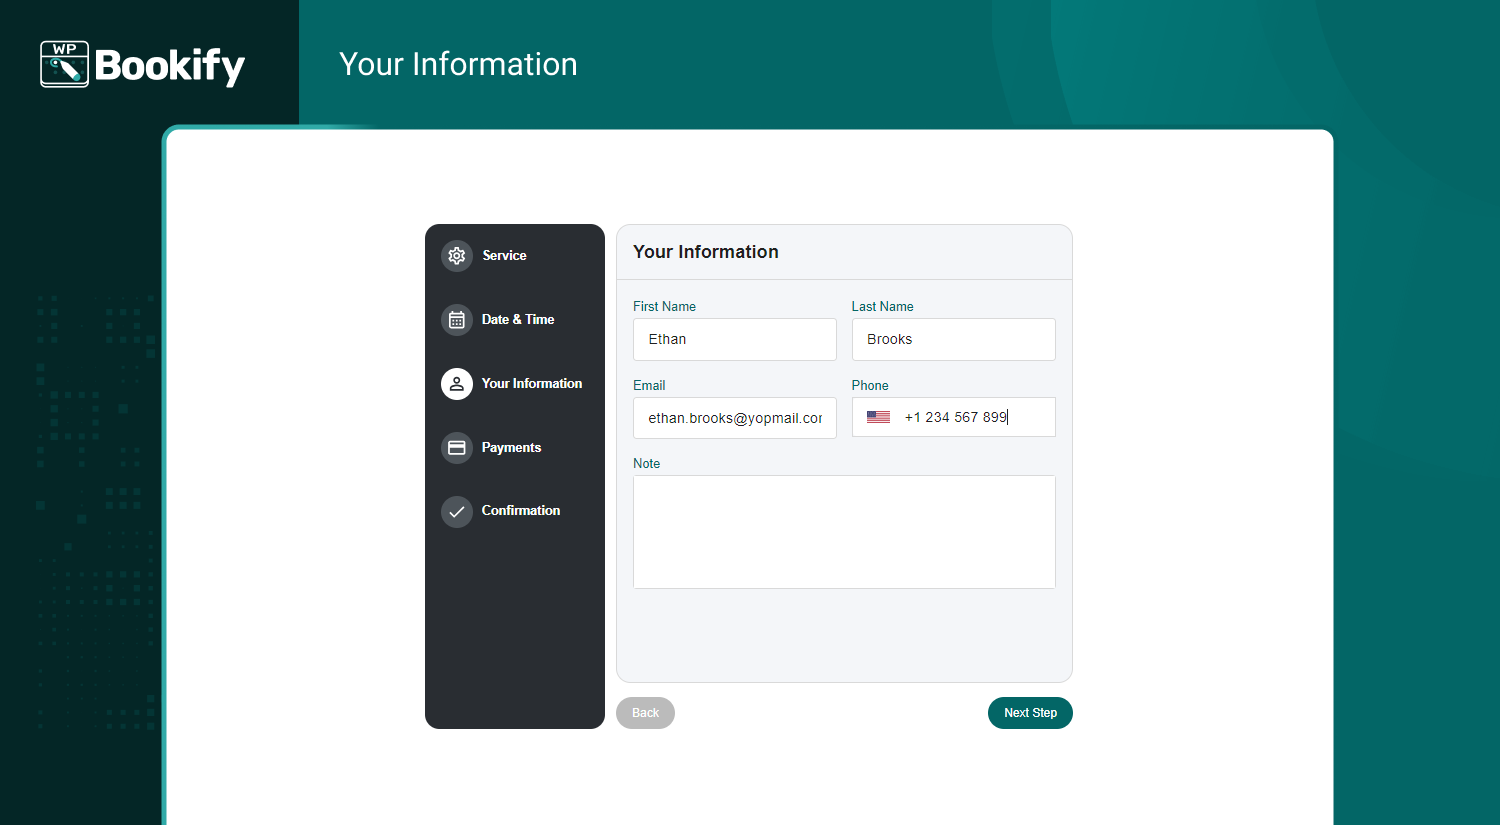 WP
Bookify
Your Information
Service
Date & Time
Your Information
Payments
Confirmation
Your Information
First Name
Last Name
Ethan
Brooks
Email
Phone
ethan.brooks@yopmail.cor
+1 234 567 899
Note
Back
Next Step